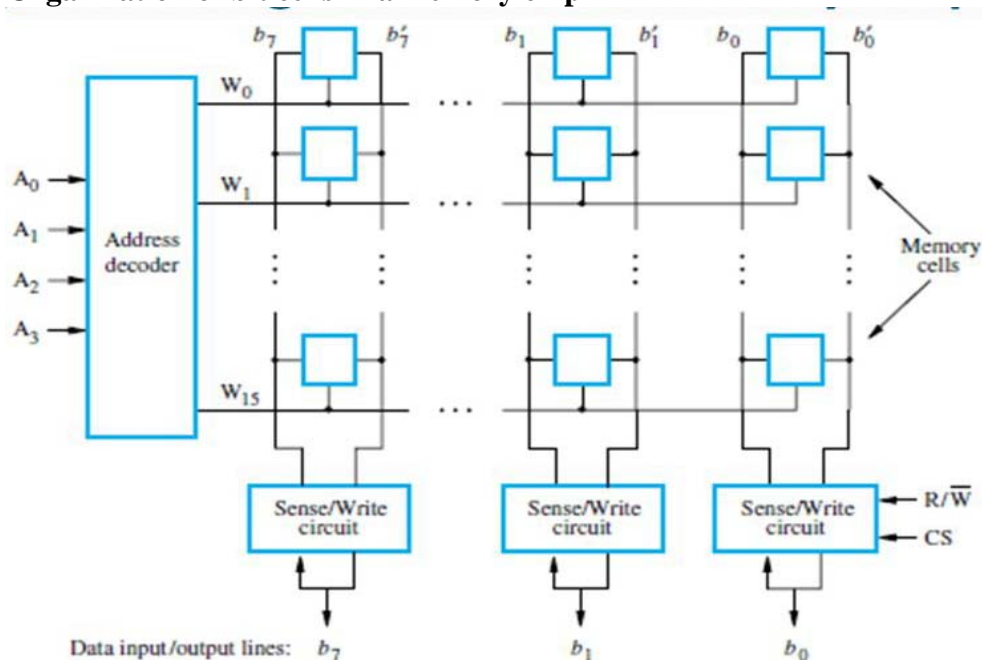 b7 b′7 b1 b′1 b0 b′0
W0
W1
A0
A1
A2
A3
Address
decoder
Memory
cells
W15
Sense/Write
circuit
Sense/Write
circuit
Sense/Write
circuit
R/W̅
CS
Data input/output lines: b7 b1 b0